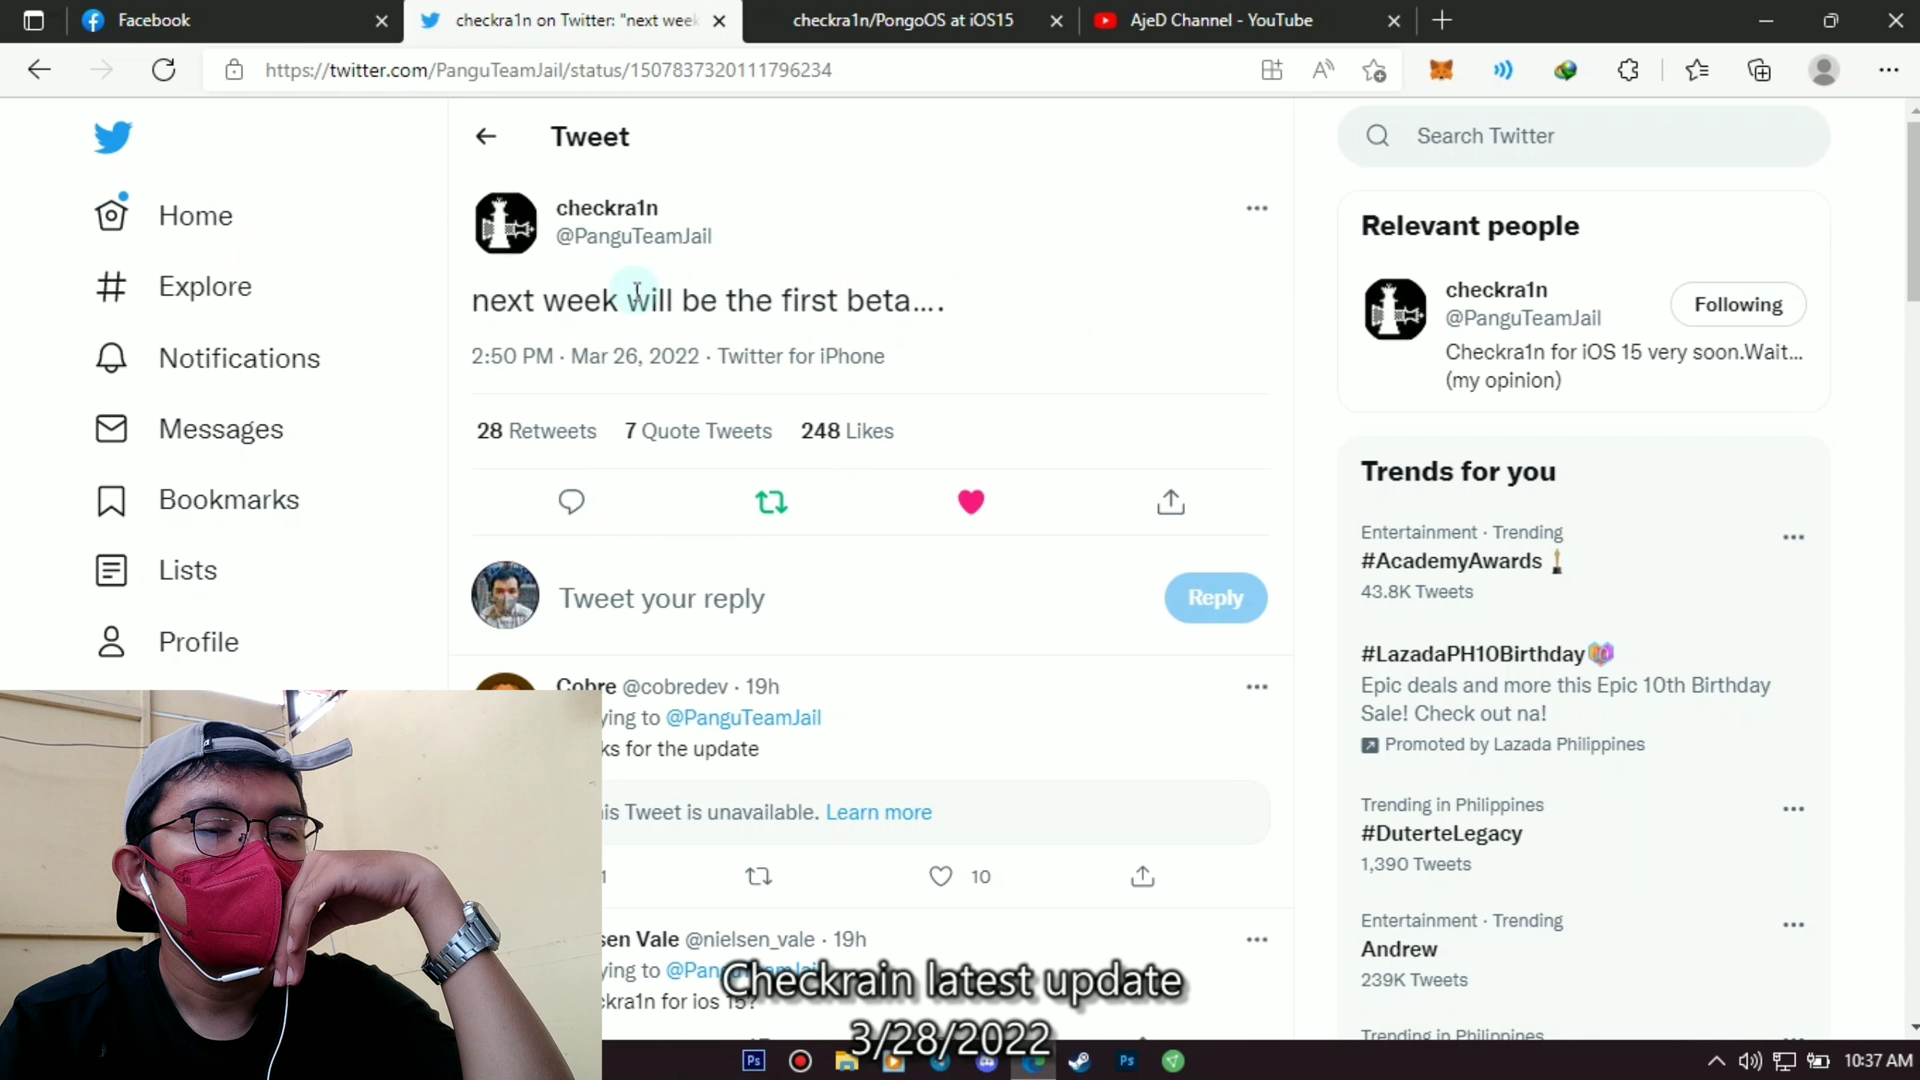 Facebook
checkra1n on Twitter: "next week
checkra1n/PongoOS at iOS15
AjeD Channel - YouTube
https://twitter.com/PanguTeamJail/status/1507837320111796234
Home
Explore
Notifications
Messages
Bookmarks
Lists
Profile
Tweet
checkra1n
@PanguTeamJail
next week will be the first beta....
2:50 PM · Mar 26, 2022 · Twitter for iPhone
28 Retweets 7 Quote Tweets 248 Likes
Tweet your reply
Reply
Cobre @cobredev · 19h
ying to @PanguTeamJail
ks for the update
is Tweet is unavailable. Learn more
1
10
sen Vale @nielsen_vale · 19h
ying to
kra1n for ios 15?
Search Twitter
Relevant people
checkra1n
@PanguTeamJail
Following
Checkra1n for iOS 15 very soon.Wait...
(my opinion)
Trends for you
Entertainment · Trending
#AcademyAwards
43.8K Tweets
#LazadaPH10Birthday
Epic deals and more this Epic 10th Birthday
Sale! Check out na!
Promoted by Lazada Philippines
Trending in Philippines
#DuterteLegacy
1,390 Tweets
Entertainment · Trending
Andrew
239K Tweets
Trending in Philippines
Checkrain latest update
3/28/2022
Ps
Ps
10:37 AM